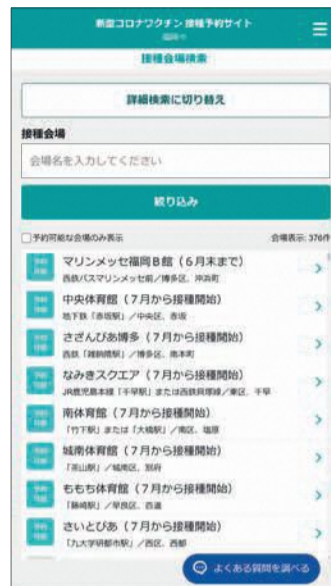 新型コロナワクチン 接種予約サイト
福岡市
接種会場検索
詳細検索に切り替え
接種会場
会場名を入力してください
絞り込み
予約可能な会場のみ表示 会場表示: 376件
マリンメッセ福岡B館(6月末まで)
西鉄バスマリンメッセ前/博多区、沖浜町
中央体育館(7月から接種開始)
地下鉄「赤坂駅」/中央区、赤坂
さざんぴあ博多(7月から接種開始)
西鉄「雑餉隈駅」/博多区、南本町
なみきスクエア(7月から接種開始)
JR鹿児島本線「千早駅」または西鉄貝塚線/東区、千早
南体育館(7月から接種開始)
「竹下駅」または「大橋駅」/南区、塩原
城南体育館(7月から接種開始)
「茶山駅」/城南区、別府
ももち体育館(7月から接種開始)
「藤崎駅」/早良区、百道
さいとぴあ(7月から接種開始)
「九大学研都市駅」/西区、西都
よくある質問を調べる